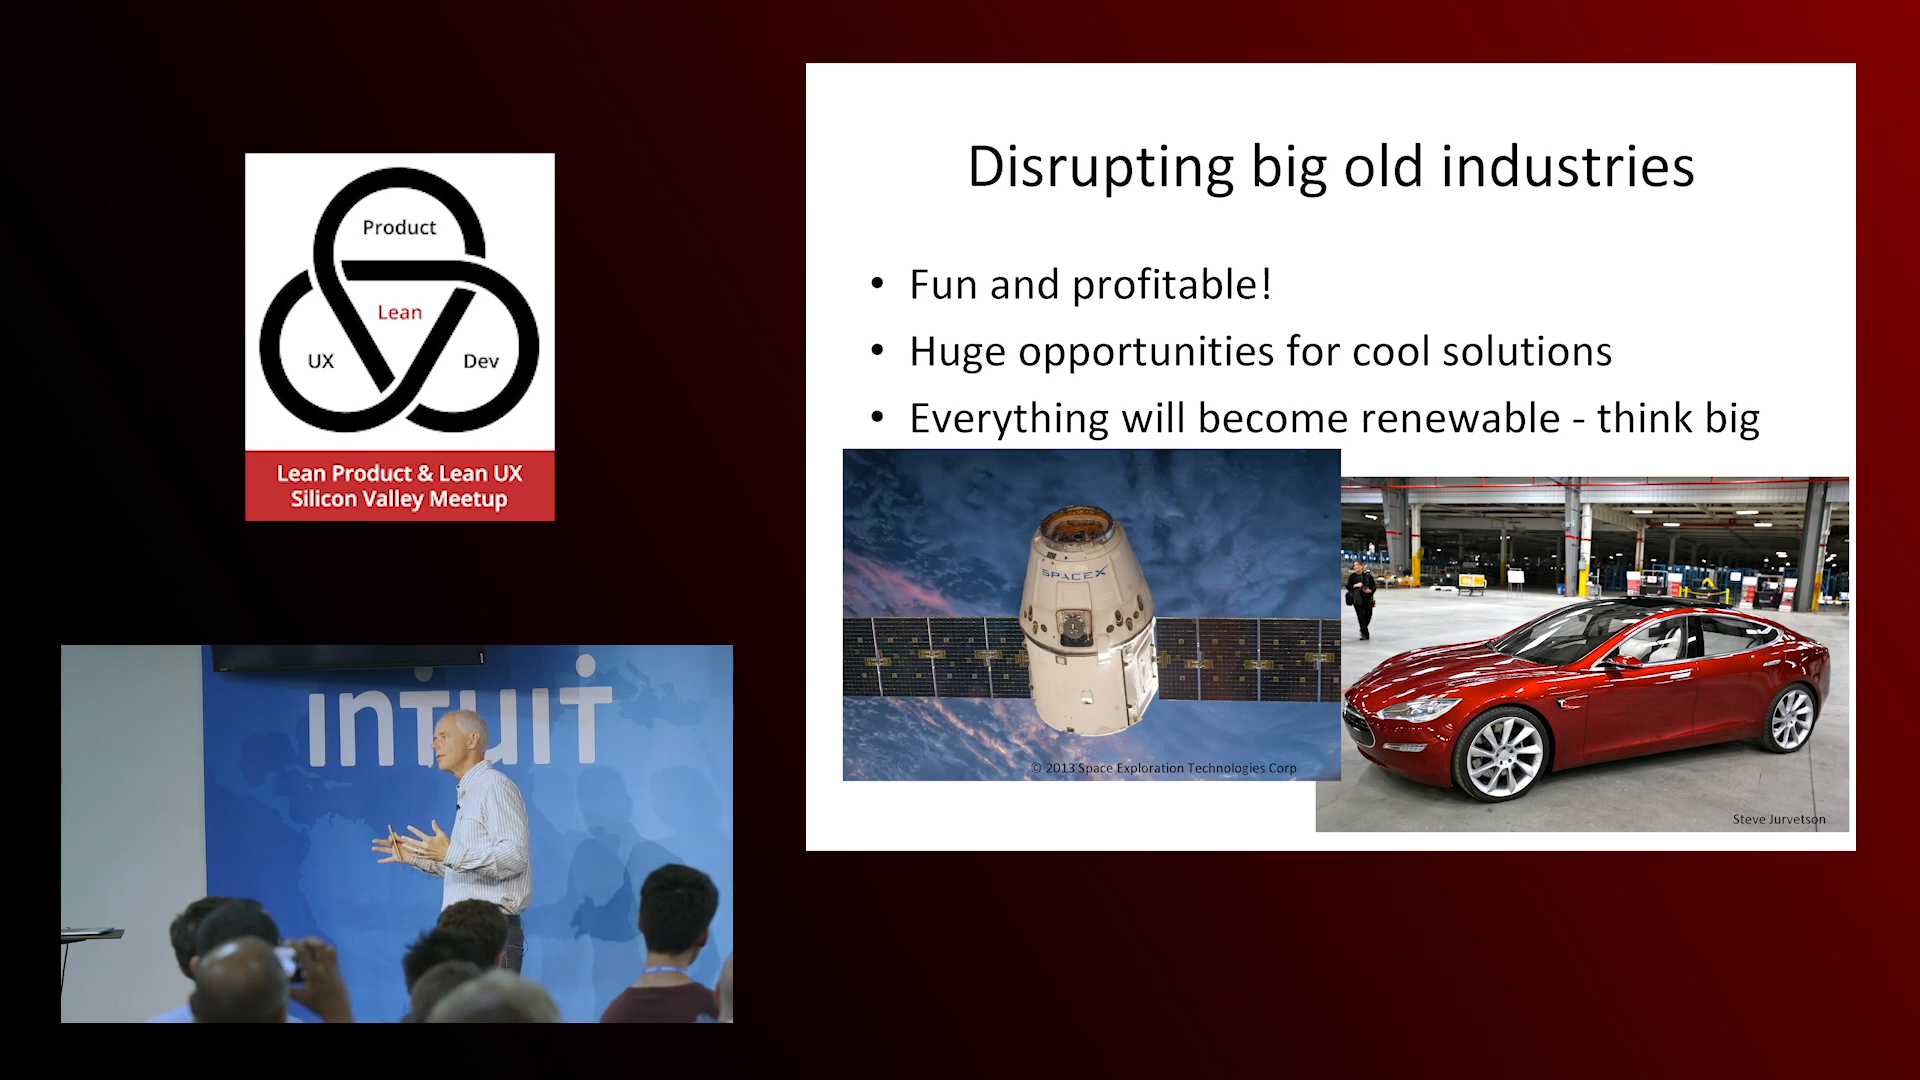 Product
Lean
UX
Dev
Lean Product & Lean UX
Silicon Valley Meetup
intuit
Disrupting big old industries
• Fun and profitable!
• Huge opportunities for cool solutions
• Everything will become renewable - think big
SPACEX
© 2013 Space Exploration Technologies Corp
Steve Jurvetson